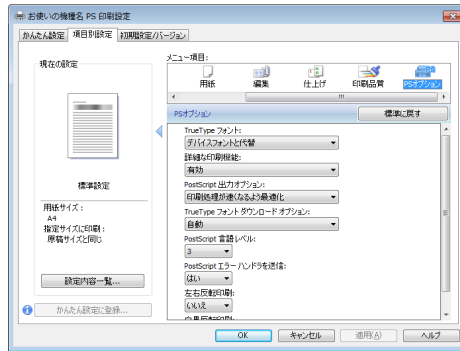 お使いの機種名 PS 印刷設定
かんたん設定 項目別設定 初期設定/バージョン
現在の設定
メニュー項目:
用紙 編集 仕上げ 印刷品質 PSオプション
PSオプション
標準に戻す
TrueType フォント:
デバイスフォントと代替
詳細な印刷機能:
有効
PostScript 出力オプション:
印刷処理が速くなるよう最適化
TrueType フォント ダウンロード オプション:
自動
PostScript 言語レベル:
3
PostScript エラー ハンドラを送信:
はい
左右反転印刷:
いいえ
白黒反転印刷:
標準設定
用紙サイズ:
A4
指定サイズに印刷:
原稿サイズと同じ
設定内容一覧...
かんたん設定に登録...
OK キャンセル 適用(A) ヘルプ